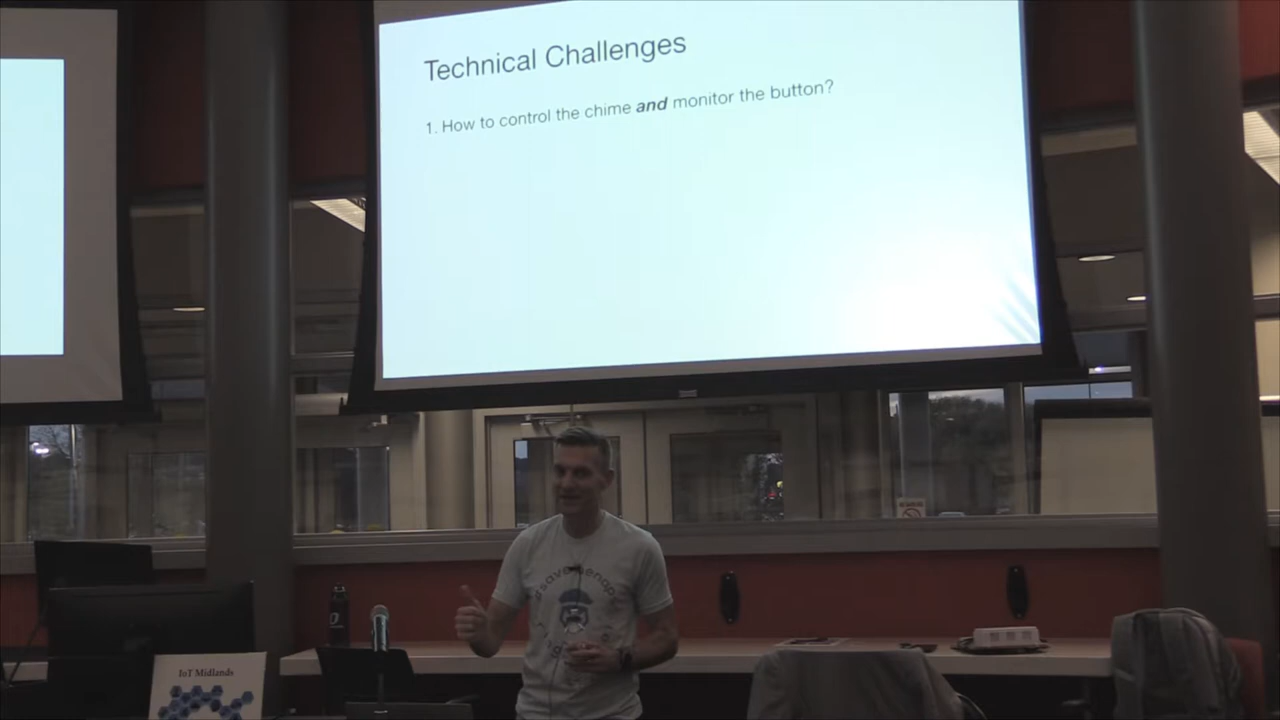 Technical Challenges
1. How to control the chime and monitor the button?
IoT Midlands